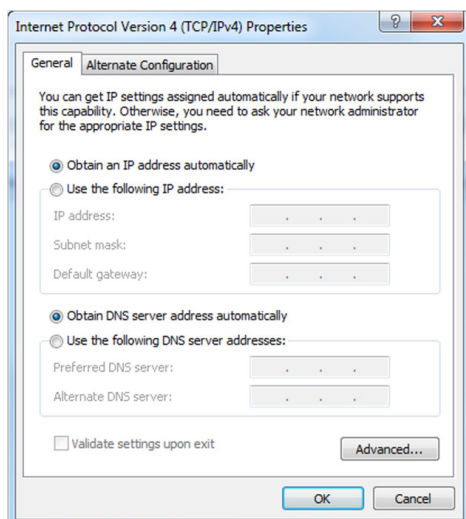 Internet Protocol Version 4 (TCP/IPv4) Properties
General
Alternate Configuration
You can get IP settings assigned automatically if your network supports
this capability. Otherwise, you need to ask your network administrator
for the appropriate IP settings.
Obtain an IP address automatically
Use the following IP address:
IP address:
Subnet mask:
Default gateway:
Obtain DNS server address automatically
Use the following DNS server addresses:
Preferred DNS server:
Alternate DNS server:
Validate settings upon exit
Advanced...
OK
Cancel